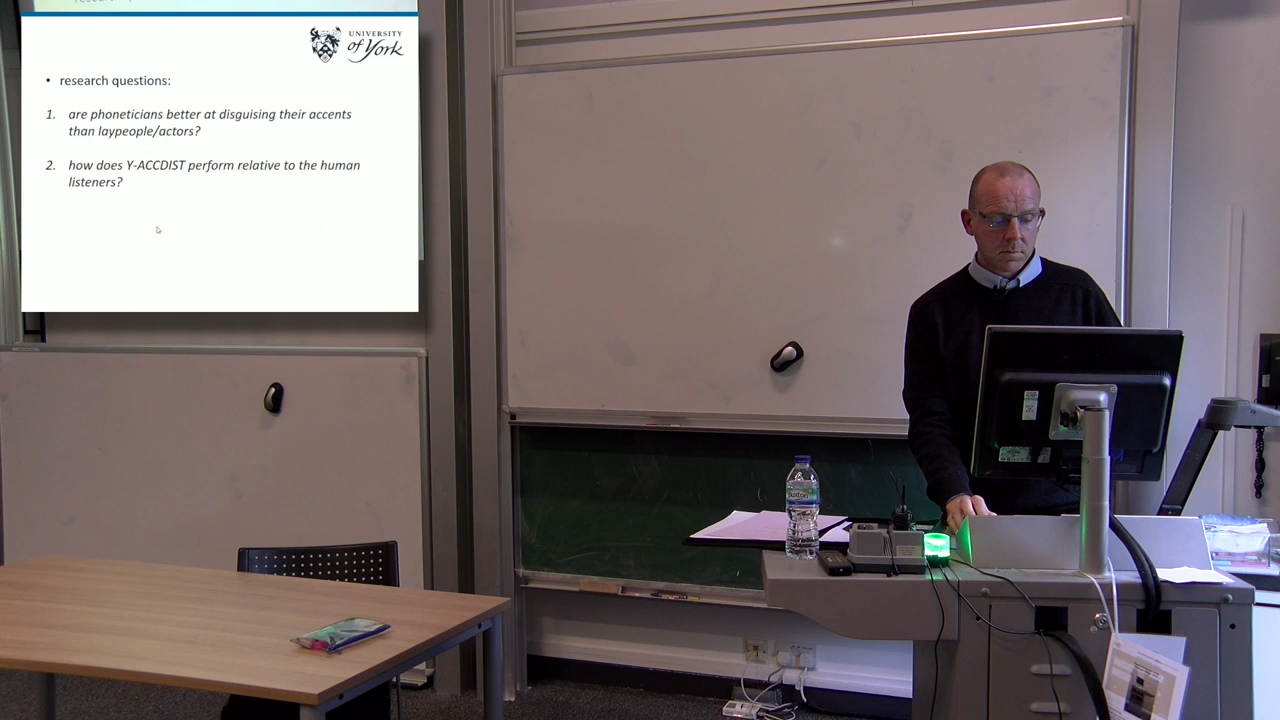 UNIVERSITY
of York
• research questions:
1. are phoneticians better at disguising their accents
than laypeople/actors?
2. how does Y-ACCDIST perform relative to the human
listeners?
Buxton